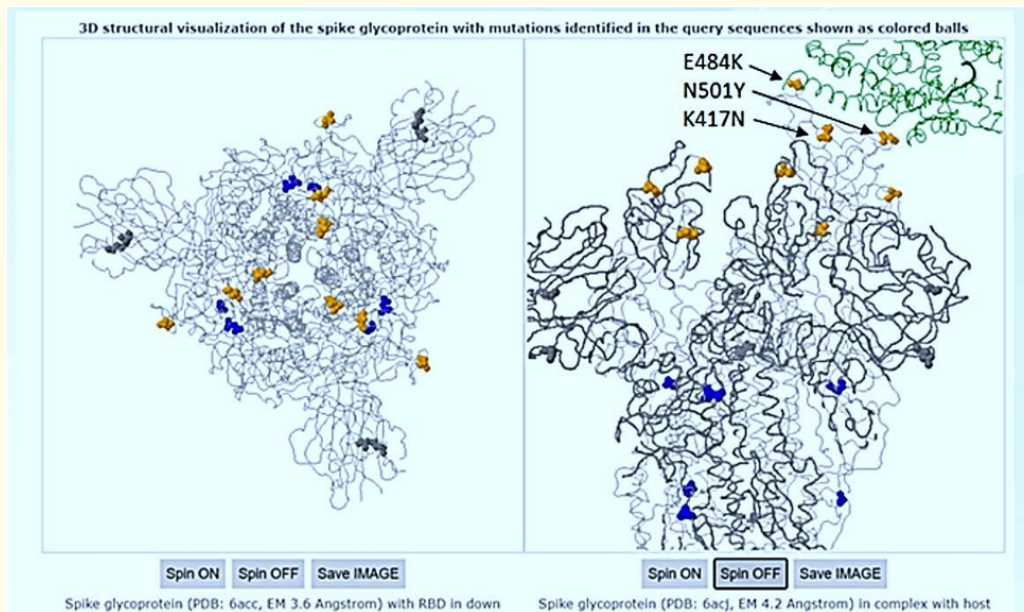 3D structural visualization of the spike glycoprotein with mutations identified in the query sequences shown as colored balls
E484K
N501Y
K417N
Spin ON Spin OFF Save IMAGE
Spin ON Spin OFF Save IMAGE
Spike glycoprotein (PDB: 6acc, EM 3.6 Angstrom) with RBD in down
Spike glycoprotein (PDB: 6acj, EM 4.2 Angstrom) in complex with host